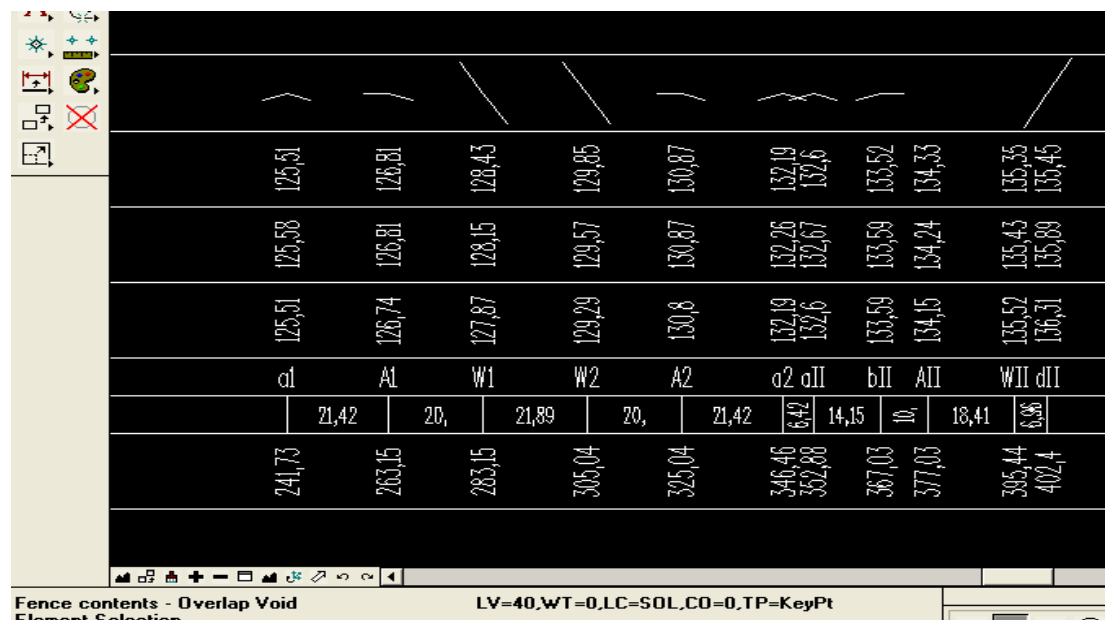 125,51 126,81 128,43 129,85 130,87 132,19 132,6 133,52 134,33 135,35 135,45
125,58 126,81 128,15 129,57 130,87 132,26 132,67 133,59 134,24 135,43 135,89
125,51 126,74 127,87 129,29 130,8 132,19 132,6 133,59 134,15 135,52 136,31
a1 A1 W1 W2 A2 a2 aII bII AII WII dII
21,42 20, 21,89 20, 21,42 6,42 14,15 10, 18,41 6,96
241,73 263,15 283,15 305,04 325,04 346,46 352,88 367,03 377,03 395,44 402,4
Fence contents - Overlap Void LV=40,WT=0,LC=SOL,CO=0,TP=KeyPt
Element Selection